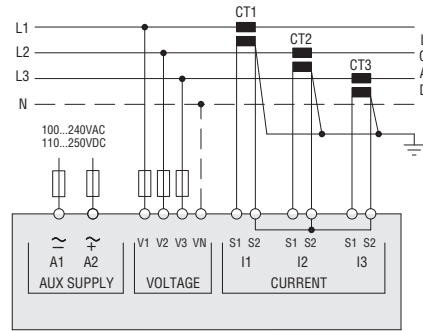 CT1
L1
CT2
L2
CT3
L3
N
L
O
A
D
100...240VAC
110...250VDC
V1 V2 V3 VN S1 S2 S1 S2 S1 S2
A1 A2 I1 I2 I3
AUX SUPPLY VOLTAGE CURRENT